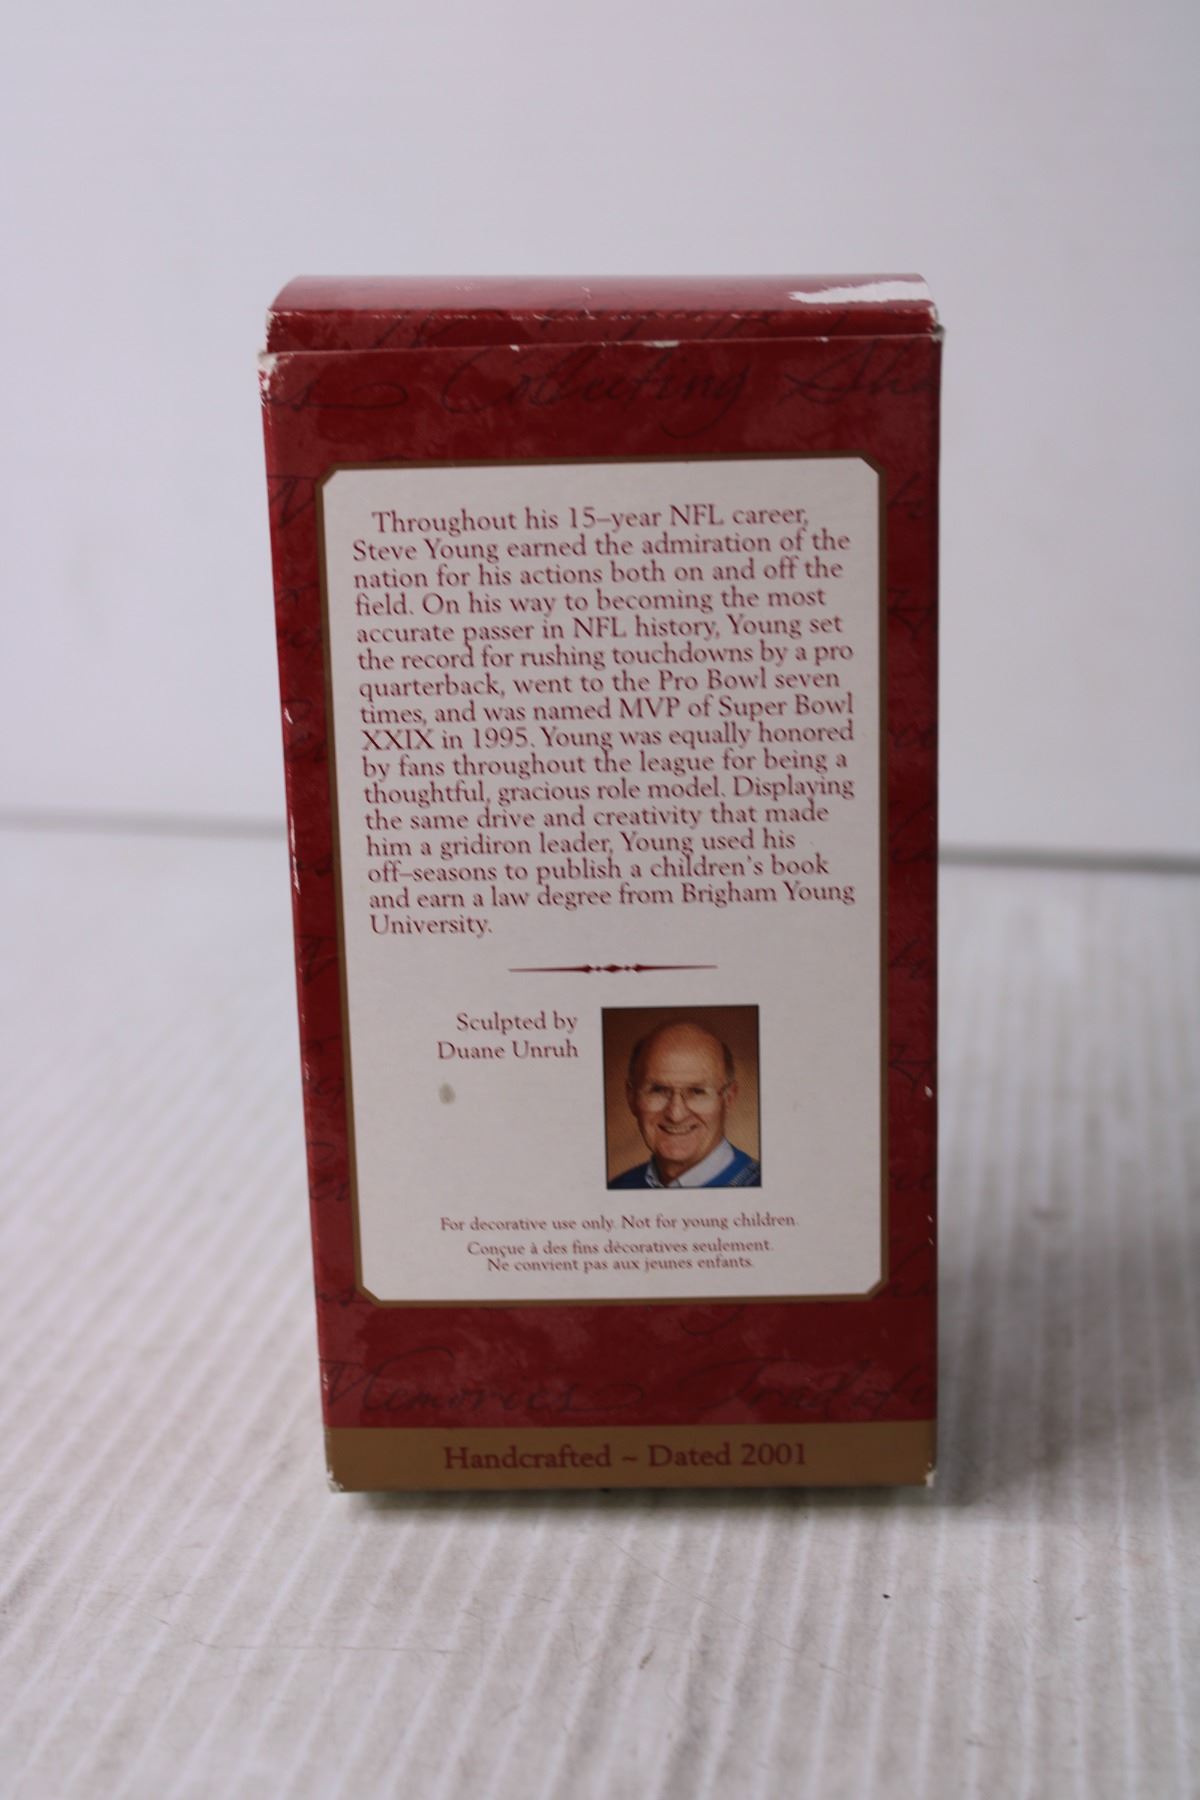 Collecting Sha
Throughout his 15–year NFL career,
Steve Young earned the admiration of the
nation for his actions both on and off the
field. On his way to becoming the most
accurate passer in NFL history, Young set
the record for rushing touchdowns by a pro
quarterback, went to the Pro Bowl seven
times, and was named MVP of Super Bowl
XXIX in 1995. Young was equally honored
by fans throughout the league for being a
thoughtful, gracious role model. Displaying
the same drive and creativity that made
him a gridiron leader, Young used his
off–seasons to publish a children's book
and earn a law degree from Brigham Young
University.
Sculpted by
Duane Unruh
For decorative use only. Not for young children.
Conçue à des fins décoratives seulement.
Ne convient pas aux jeunes enfants.
Memories
Handcrafted ~ Dated 2001